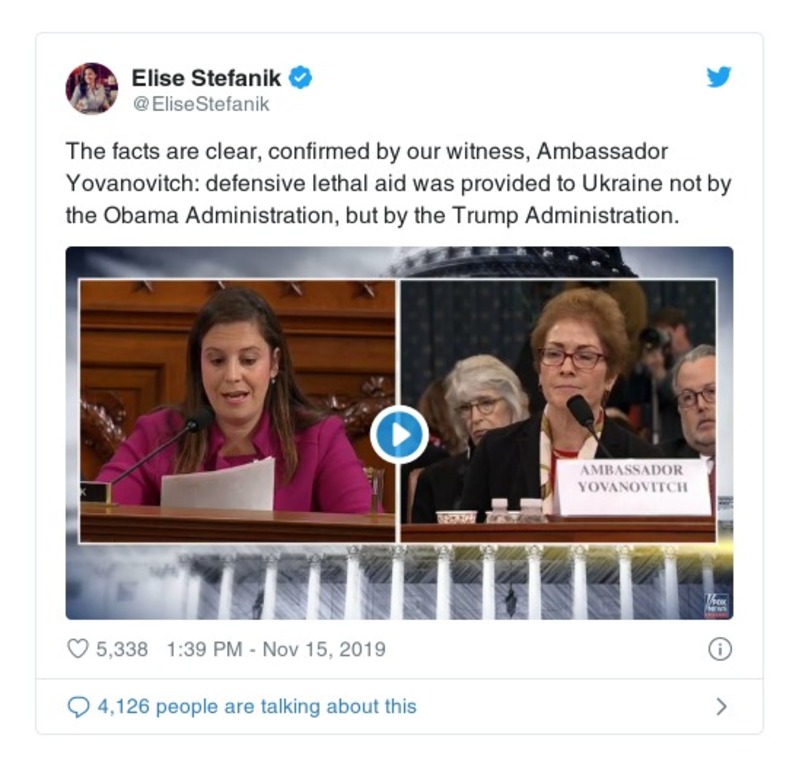 Elise Stefanik
@EliseStefanik
The facts are clear, confirmed by our witness, Ambassador
Yovanovitch: defensive lethal aid was provided to Ukraine not by
the Obama Administration, but by the Trump Administration.
K
AMBASSADOR
YOVANOVITCH
FOX
NEWS
5,338 1:39 PM - Nov 15, 2019
4,126 people are talking about this